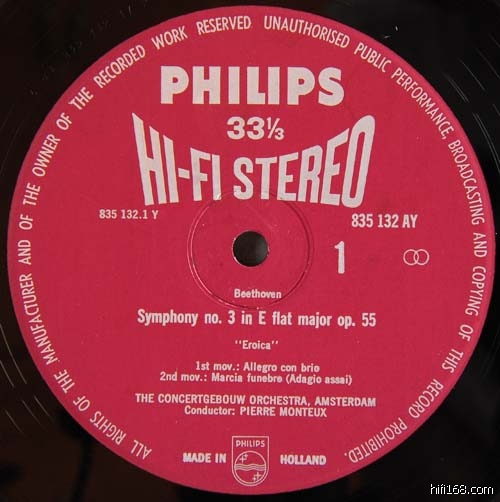 ALL RIGHTS OF THE MANUFACTURER AND OF THE OWNER OF THE RECORDED WORK RESERVED UNAUTHORISED PUBLIC PERFORMANCE, BROADCASTING AND COPYING OF THIS RECORD PROHIBITED.
PHILIPS
33⅓
HI-FI STEREO
835 132.1 Y
835 132 AY
1
Beethoven
Symphony no. 3 in E flat major op. 55
"Eroica"
1st mov.: Allegro con brio
2nd mov.: Marcia funebre (Adagio assai)
THE CONCERTGEBOUW ORCHESTRA, AMSTERDAM
Conductor: PIERRE MONTEUX
MADE IN
PHILIPS
HOLLAND
hifi168.com